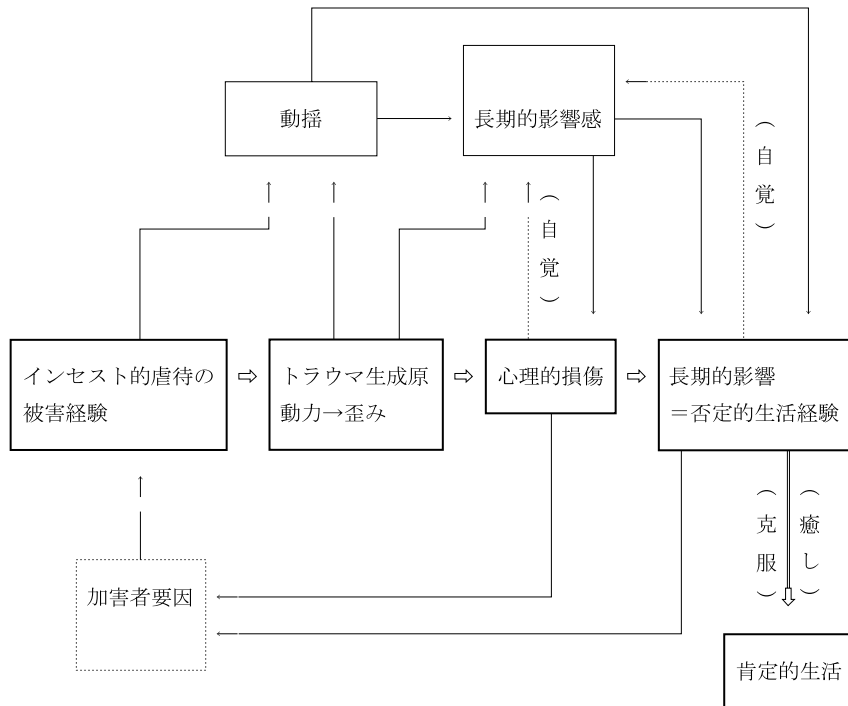 動揺
長期的影響感
（自覚）
（自覚）
インセスト的虐待の
被害経験
トラウマ生成原
動力→歪み
心理的損傷
長期的影響
＝否定的生活経験
（克服）
（癒し）
加害者要因
肯定的生活